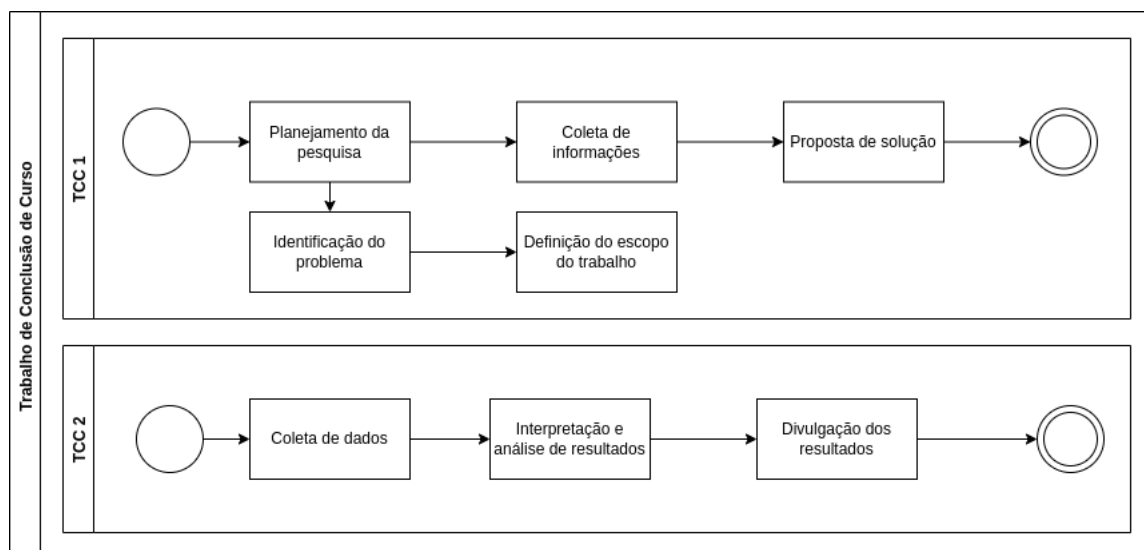 Trabalho de Conclusão de Curso
TCC 1
Planejamento da
pesquisa
Coleta de
informações
Proposta de solução
Identificação do
problema
Definição do escopo
do trabalho
TCC 2
Coleta de dados
Interpretação e
análise de resultados
Divulgação dos
resultados